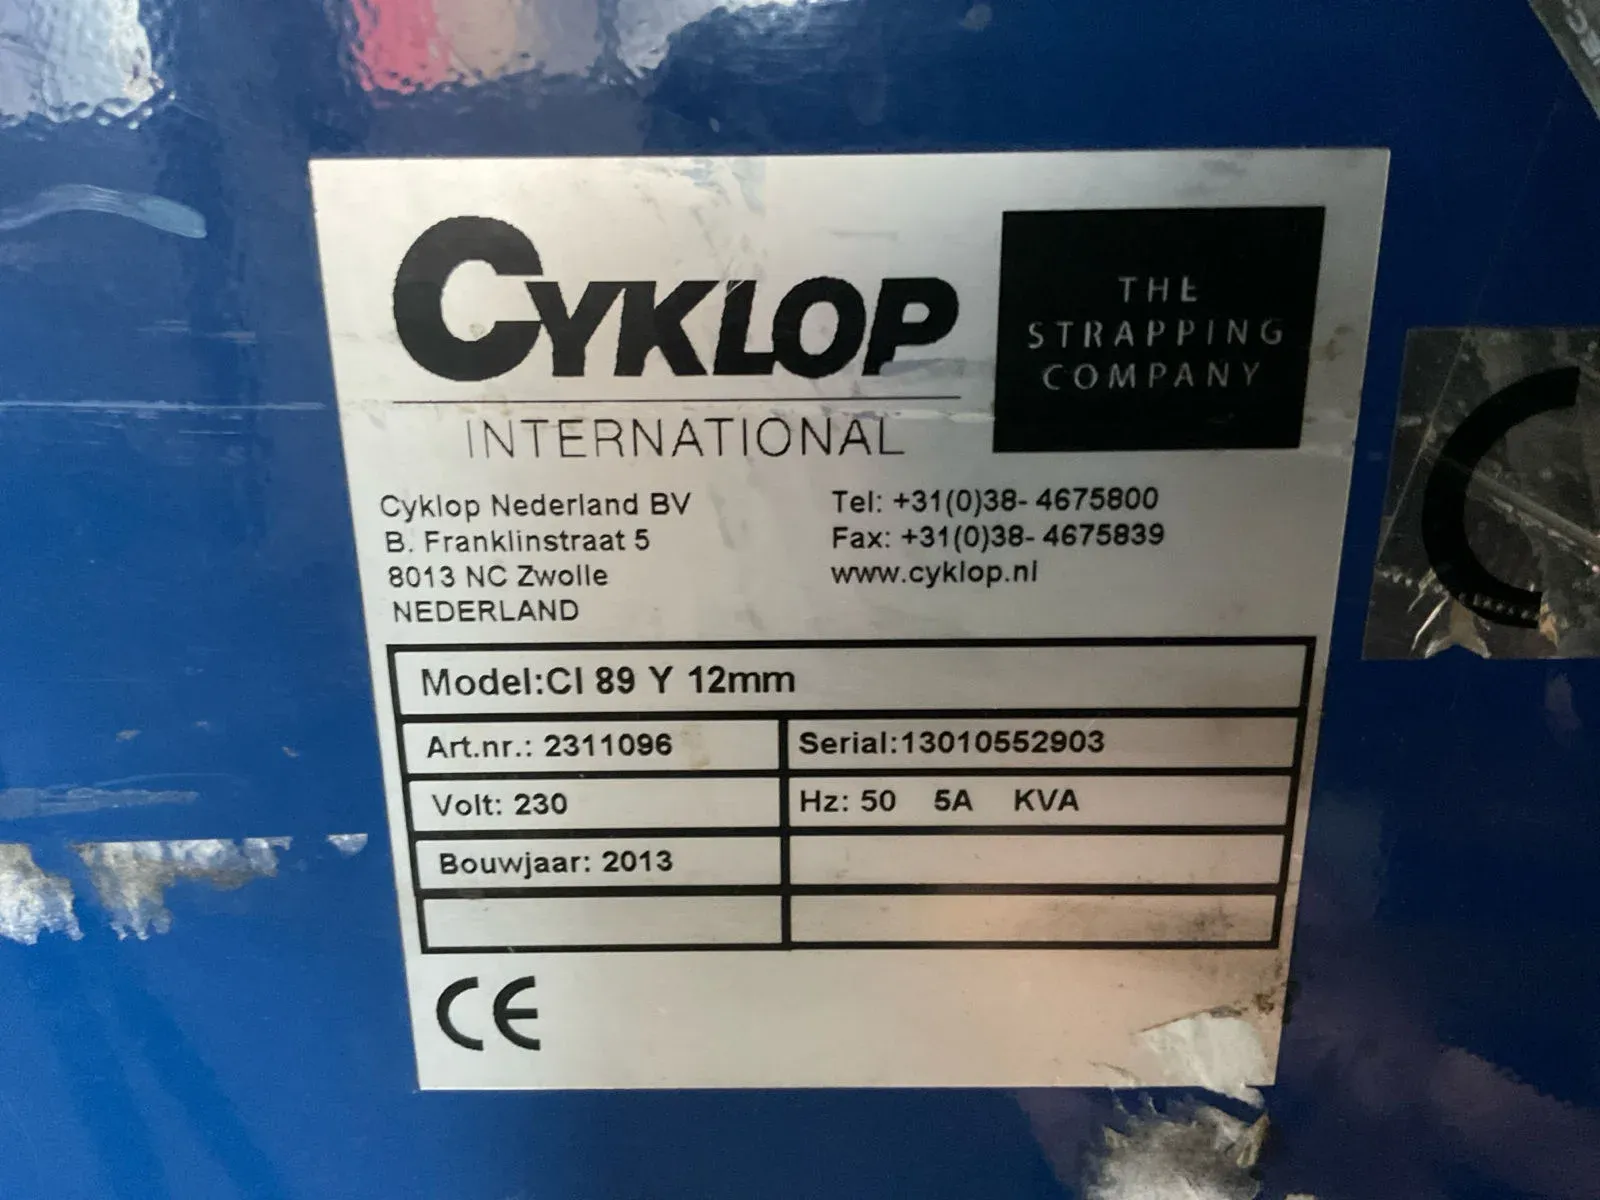 CYKLOP
INTERNATIONAL
THE
STRAPPING
COMPANY
Cyklop Nederland BV
B. Franklinstraat 5
8013 NC Zwolle
NEDERLAND
Tel: +31(0)38- 4675800
Fax: +31(0)38- 4675839
www.cyklop.nl
Model:CI 89 Y 12mm
Art.nr.: 2311096 Serial:13010552903
Volt: 230 Hz: 50 5A KVA
Bouwjaar: 2013
CE
C